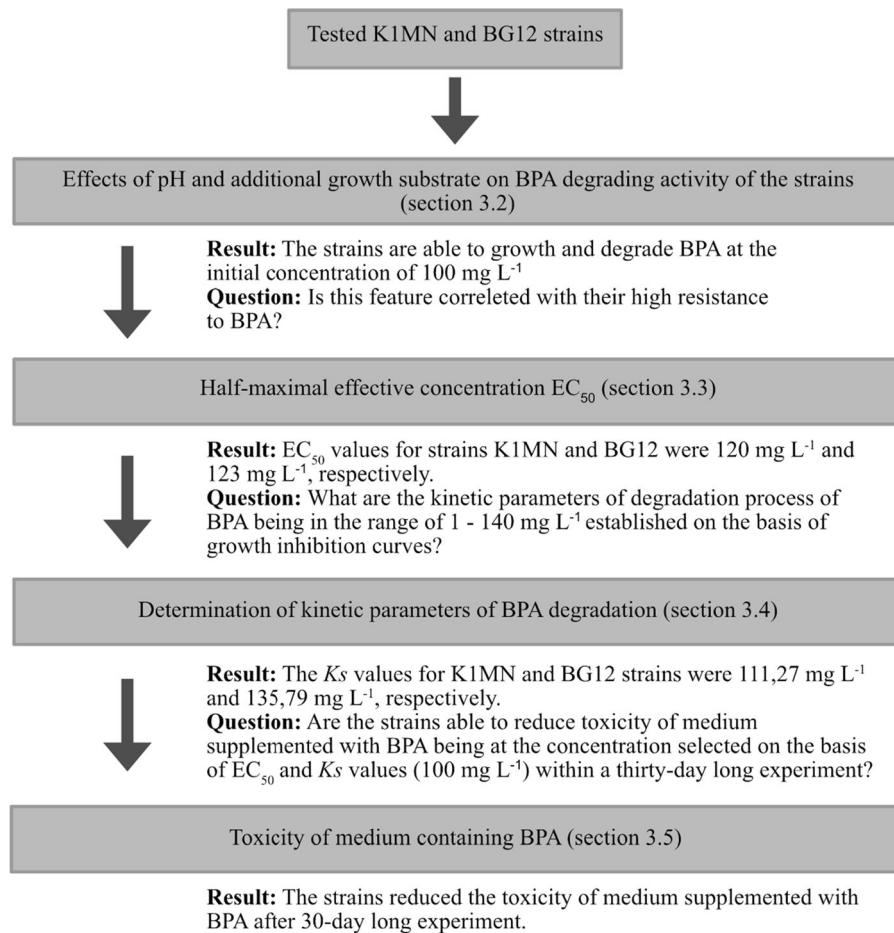 Tested K1MN and BG12 strains
Effects of pH and additional growth substrate on BPA degrading activity of the strains
(section 3.2)
Result: The strains are able to growth and degrade BPA at the
initial concentration of 100 mg L⁻¹
Question: Is this feature correleted with their high resistance
to BPA?
Half-maximal effective concentration EC₅₀ (section 3.3)
Result: EC₅₀ values for strains K1MN and BG12 were 120 mg L⁻¹ and
123 mg L⁻¹, respectively.
Question: What are the kinetic parameters of degradation process of
BPA being in the range of 1 - 140 mg L⁻¹ established on the basis of
growth inhibition curves?
Determination of kinetic parameters of BPA degradation (section 3.4)
Result: The Ks values for K1MN and BG12 strains were 111,27 mg L⁻¹
and 135,79 mg L⁻¹, respectively.
Question: Are the strains able to reduce toxicity of medium
supplemented with BPA being at the concentration selected on the basis
of EC₅₀ and Ks values (100 mg L⁻¹) within a thirty-day long experiment?
Toxicity of medium containing BPA (section 3.5)
Result: The strains reduced the toxicity of medium supplemented with
BPA after 30-day long experiment.